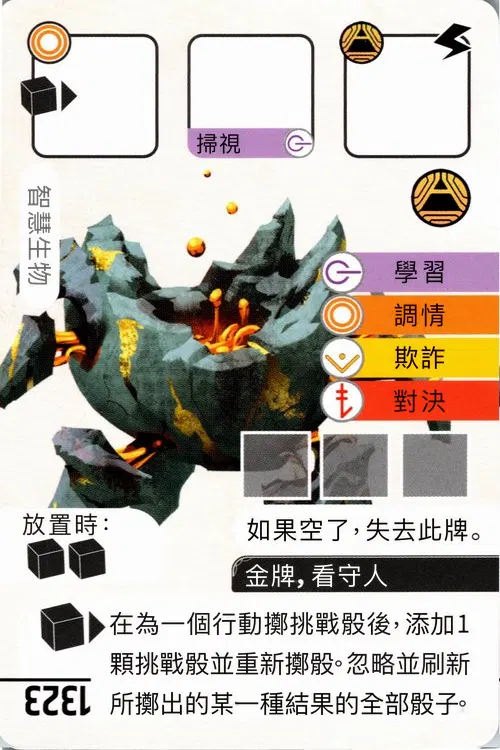 掃視
智慧生物
學習
調情
欺詐
對決
放置時：
如果空了，失去此牌。
金牌，看守人
在為一個行動擲挑戰骰後，添加1
顆挑戰骰並重新擲骰。忽略並刷新
所擲出的某一種結果的全部骰子。
1323